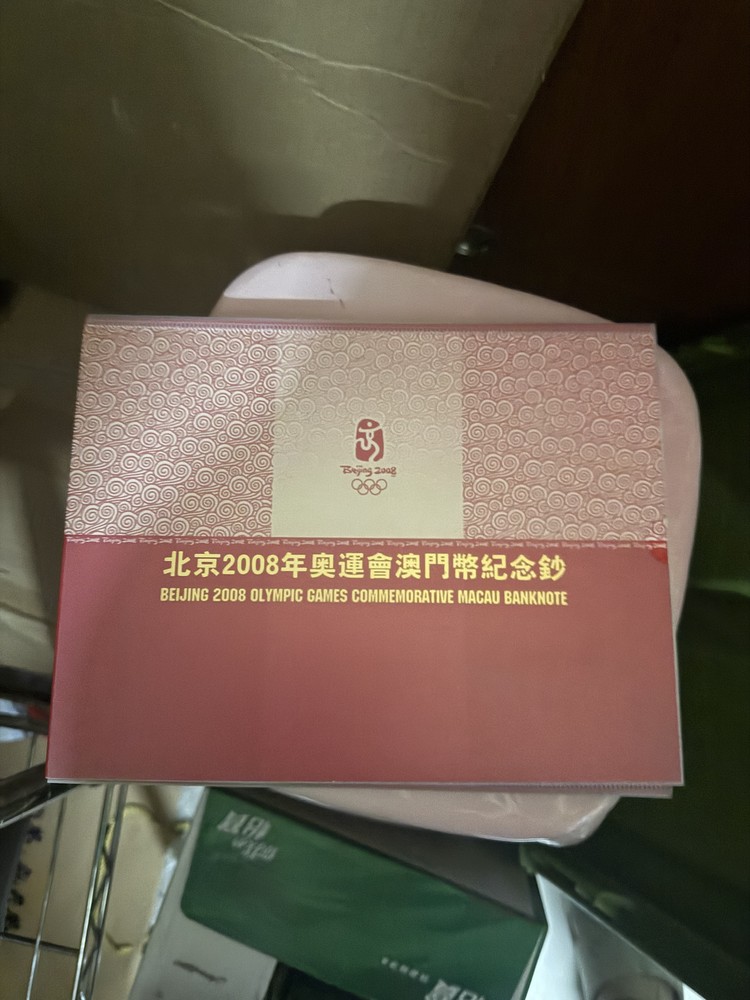 Beijing 2008
北京2008年奧運會澳門幣紀念鈔
BEIJING 2008 OLYMPIC GAMES COMMEMORATIVE MACAU BANKNOTE